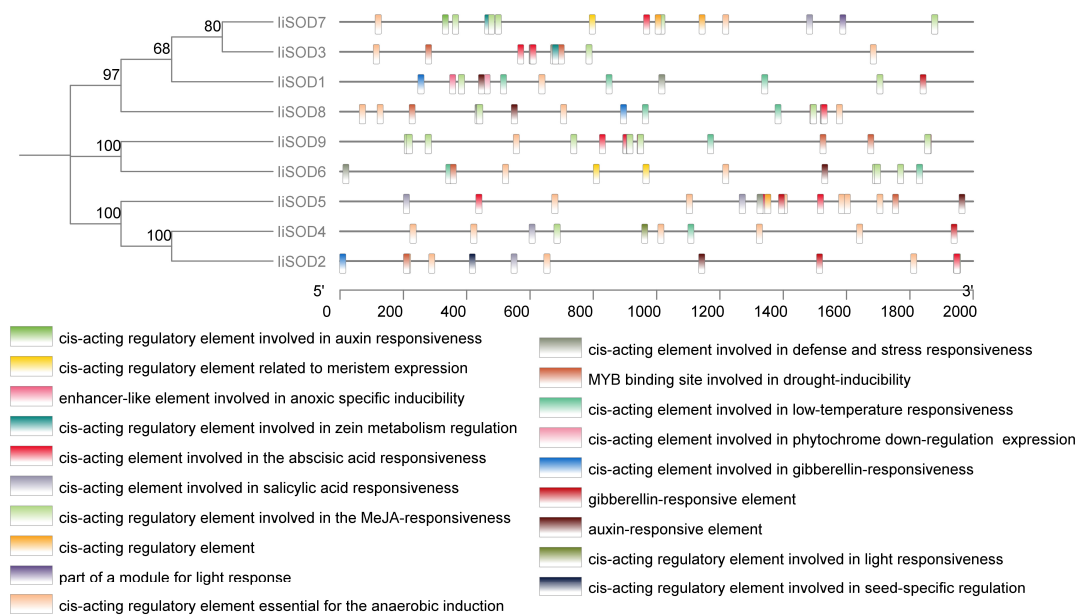 80
68
97
100
100
100
IiSOD7
IiSOD3
IiSOD1
IiSOD8
IiSOD9
IiSOD6
IiSOD5
IiSOD4
IiSOD2
5'
3'
0 200 400 600 800 1000 1200 1400 1600 1800 2000
cis-acting regulatory element involved in auxin responsiveness
cis-acting regulatory element related to meristem expression
enhancer-like element involved in anoxic specific inducibility
cis-acting regulatory element involved in zein metabolism regulation
cis-acting element involved in the abscisic acid responsiveness
cis-acting element involved in salicylic acid responsiveness
cis-acting regulatory element involved in the MeJA-responsiveness
cis-acting regulatory element
part of a module for light response
cis-acting regulatory element essential for the anaerobic induction
cis-acting element involved in defense and stress responsiveness
MYB binding site involved in drought-inducibility
cis-acting element involved in low-temperature responsiveness
cis-acting element involved in phytochrome down-regulation expression
cis-acting element involved in gibberellin-responsiveness
gibberellin-responsive element
auxin-responsive element
cis-acting regulatory element involved in light responsiveness
cis-acting regulatory element involved in seed-specific regulation